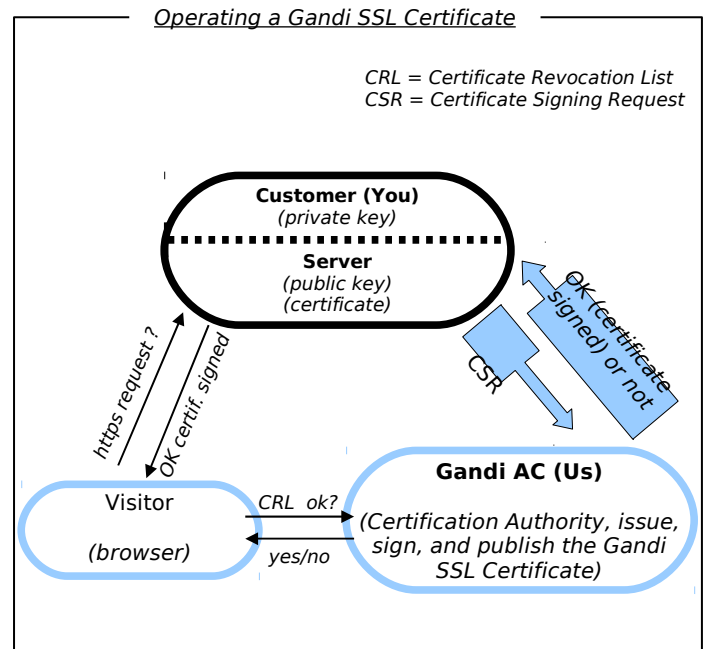 Operating a Gandi SSL Certificate
CRL = Certificate Revocation List
CSR = Certificate Signing Request
Customer (You)
(private key)
Server
(public key)
(certificate)
https request ?
OK certif. signed
CSR
OK (certificate
signed) or not
Visitor
(browser)
CRL ok?
yes/no
Gandi AC (Us)
(Certification Authority, issue,
sign, and publish the Gandi
SSL Certificate)